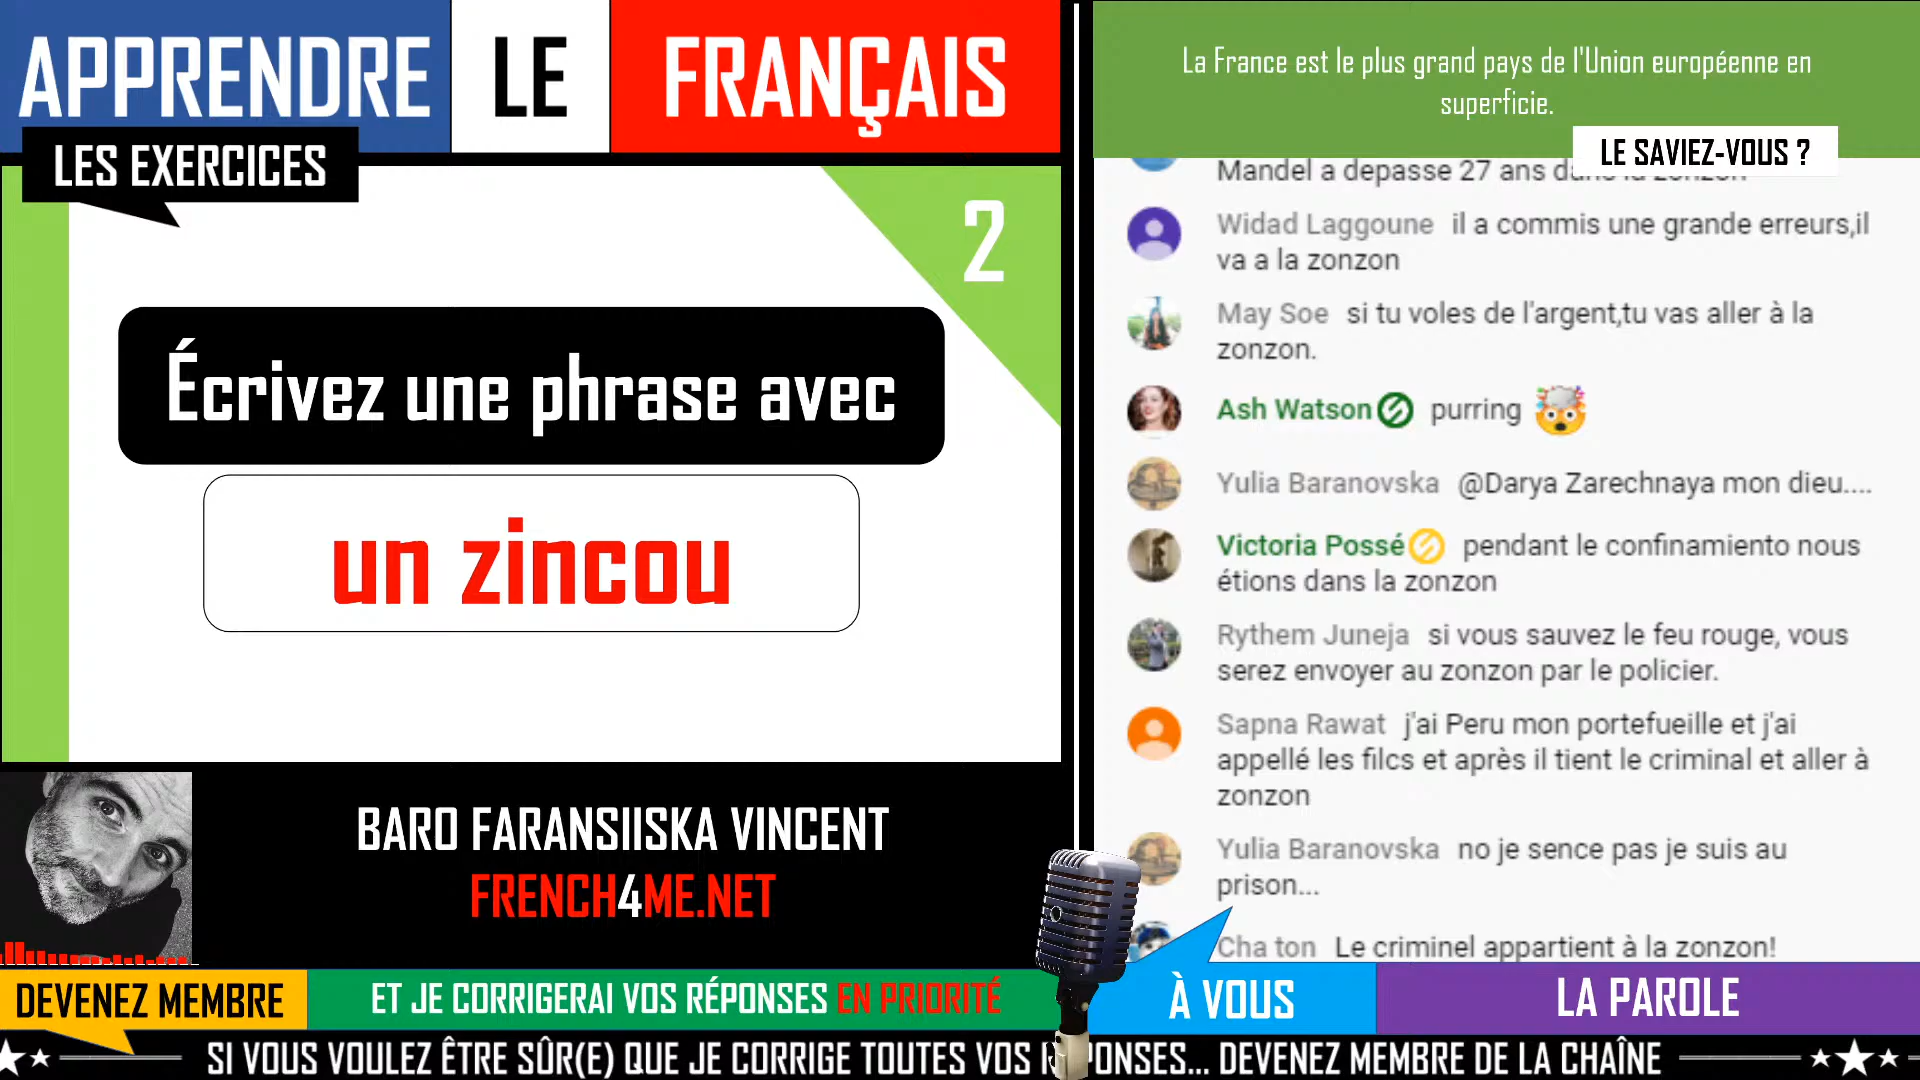 APPRENDRE LE FRANÇAIS
LES EXERCICES
2
Écrivez une phrase avec
un zincou
BARO FARANSIISKA VINCENT
FRENCH4ME.NET
La France est le plus grand pays de l'Union européenne en
superficie.
LE SAVIEZ-VOUS ?
Mandel a depasse 27 ans dans la zonzon
Widad Laggoune il a commis une grande erreurs,il
va a la zonzon
May Soe si tu voles de l'argent,tu vas aller à la
zonzon.
Ash Watson purring
Yulia Baranovska @Darya Zarechnaya mon dieu....
Victoria Possé pendant le confinamiento nous
étions dans la zonzon
Rythem Juneja si vous sauvez le feu rouge, vous
serez envoyer au zonzon par le policier.
Sapna Rawat j'ai Peru mon portefueille et j'ai
appellé les filcs et après il tient le criminal et aller à
zonzon
Yulia Baranovska no je sence pas je suis au
prison...
Cha ton Le criminel appartient à la zonzon!
DEVENEZ MEMBRE
ET JE CORRIGERAI VOS RÉPONSES EN PRIORITÉ
À VOUS LA PAROLE
SI VOUS VOULEZ ÊTRE SÛR(E) QUE JE CORRIGE TOUTES VOS RÉPONSES... DEVENEZ MEMBRE DE LA CHAÎNE